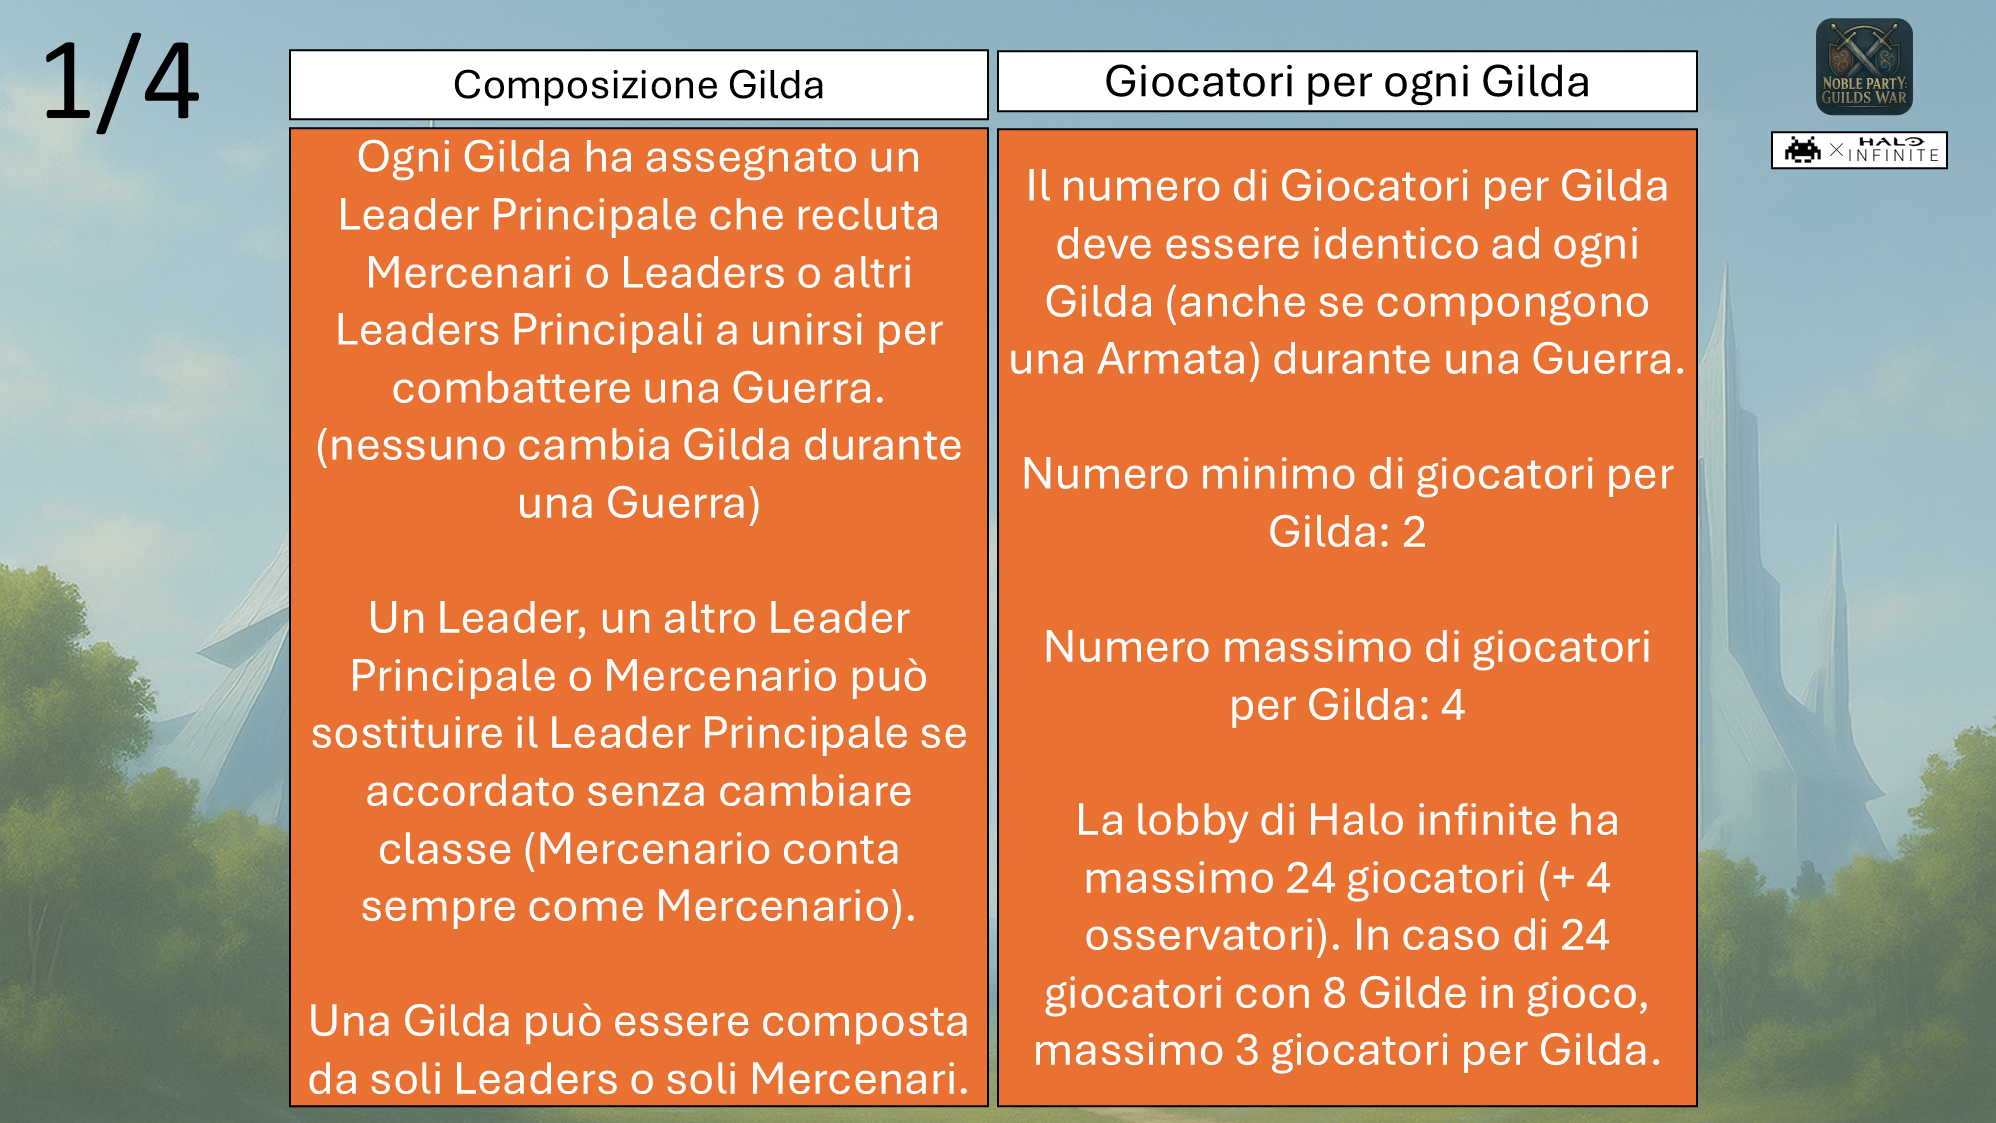 1/4
Composizione Gilda
Ogni Gilda ha assegnato un
Leader Principale che recluta
Mercenari o Leaders o altri
Leaders Principali a unirsi per
combattere una Guerra.
(nessuno cambia Gilda durante
una Guerra)
Un Leader, un altro Leader
Principale o Mercenario può
sostituire il Leader Principale se
accordato senza cambiare
classe (Mercenario conta
sempre come Mercenario).
Una Gilda può essere composta
da soli Leaders o soli Mercenari.
Giocatori per ogni Gilda
Il numero di Giocatori per Gilda
deve essere identico ad ogni
Gilda (anche se compongono
una Armata) durante una Guerra.
Numero minimo di giocatori per
Gilda: 2
Numero massimo di giocatori
per Gilda: 4
La lobby di Halo infinite ha
massimo 24 giocatori (+ 4
osservatori). In caso di 24
giocatori con 8 Gilde in gioco,
massimo 3 giocatori per Gilda.
NOBLE PARTY:
GUILDS WAR
× HALO
INFINITE